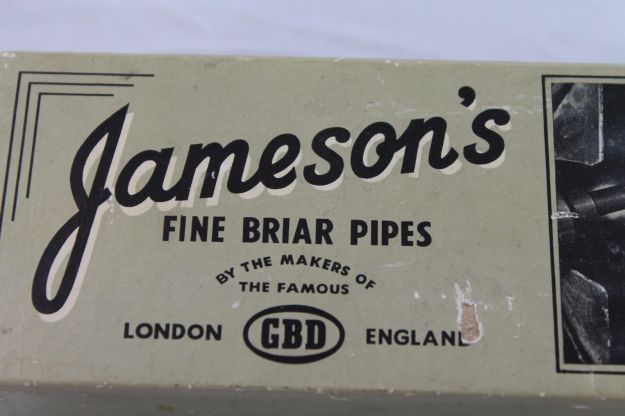 Jameson's
FINE BRIAR PIPES
BY THE MAKERS OF
THE FAMOUS
LONDON GBD ENGLAND